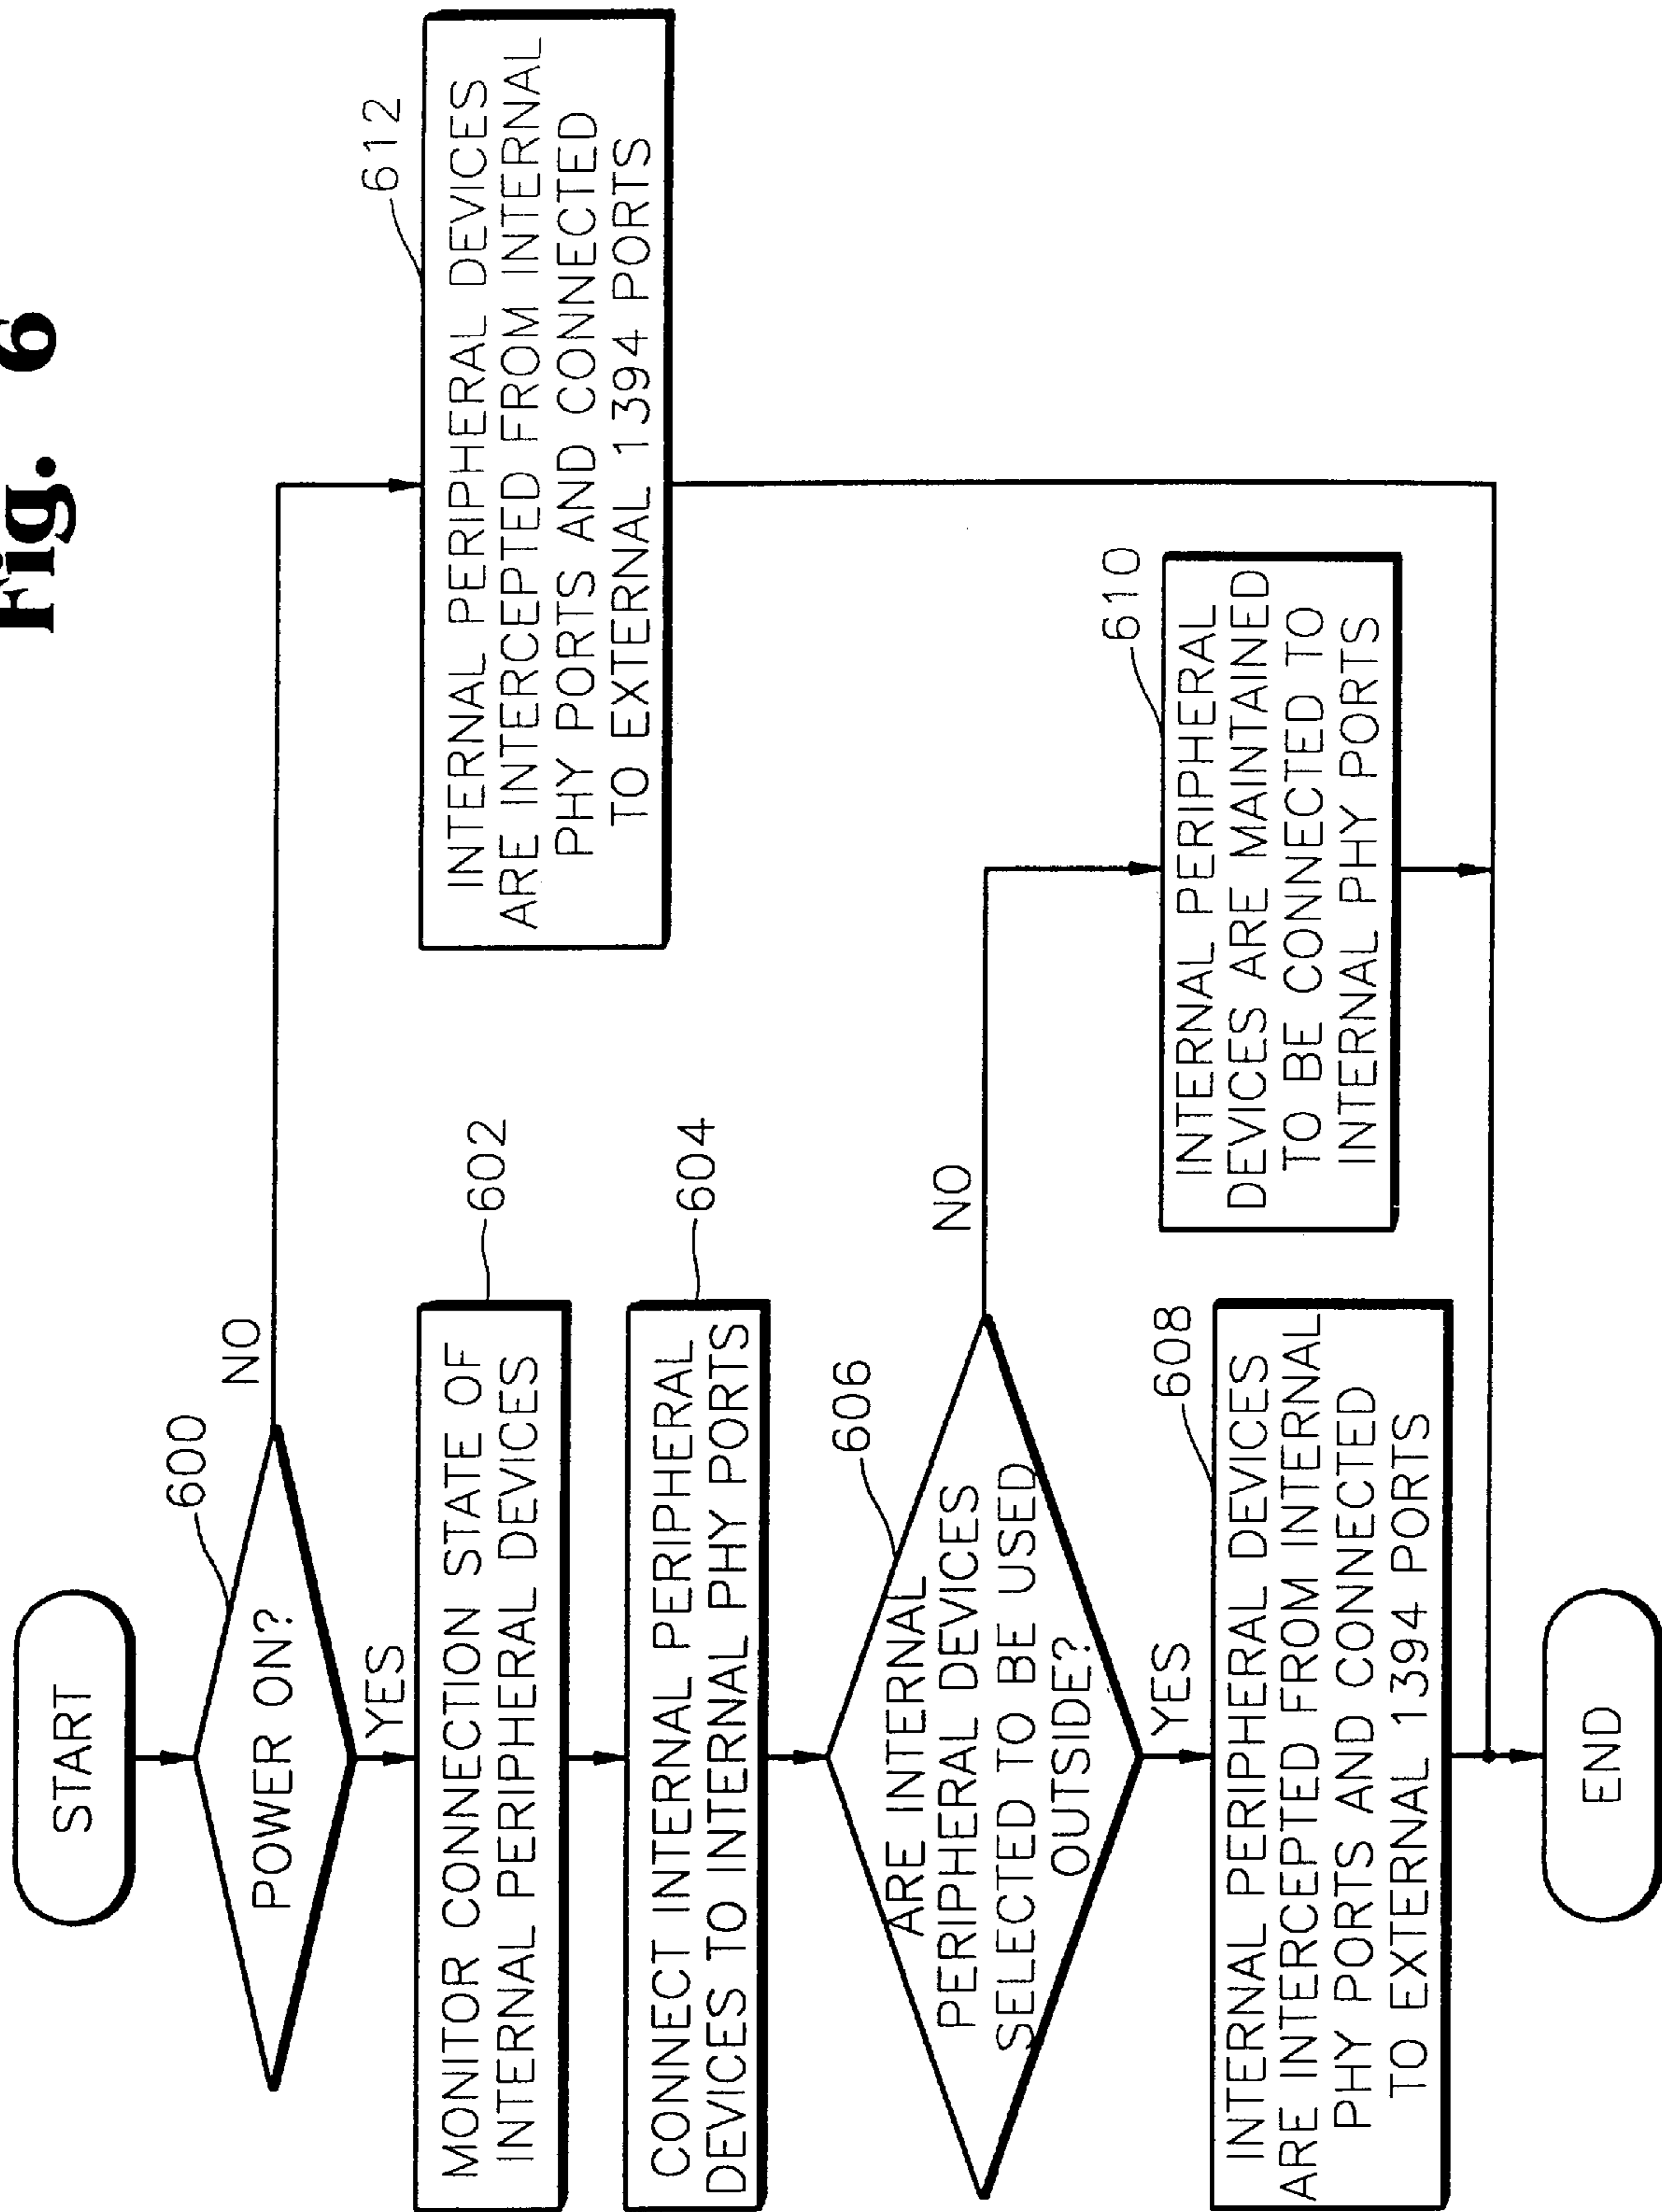 Fig. 6
START
600
POWER ON?
NO
YES
602
MONITOR CONNECTION STATE OF
INTERNAL PERIPHERAL DEVICES
604
CONNECT INTERNAL PERIPHERAL
DEVICES TO INTERNAL PHY PORTS
606
ARE INTERNAL
PERIPHERAL DEVICES
SELECTED TO BE USED
OUTSIDE?
NO
YES
608
INTERNAL PERIPHERAL DEVICES
ARE INTERCEPTED FROM INTERNAL
PHY PORTS AND CONNECTED
TO EXTERNAL 1394 PORTS
610
INTERNAL PERIPHERAL
DEVICES ARE MAINTAINED
TO BE CONNECTED TO
INTERNAL PHY PORTS
612
INTERNAL PERIPHERAL DEVICES
ARE INTERCEPTED FROM INTERNAL
PHY PORTS AND CONNECTED
TO EXTERNAL 1394 PORTS
END